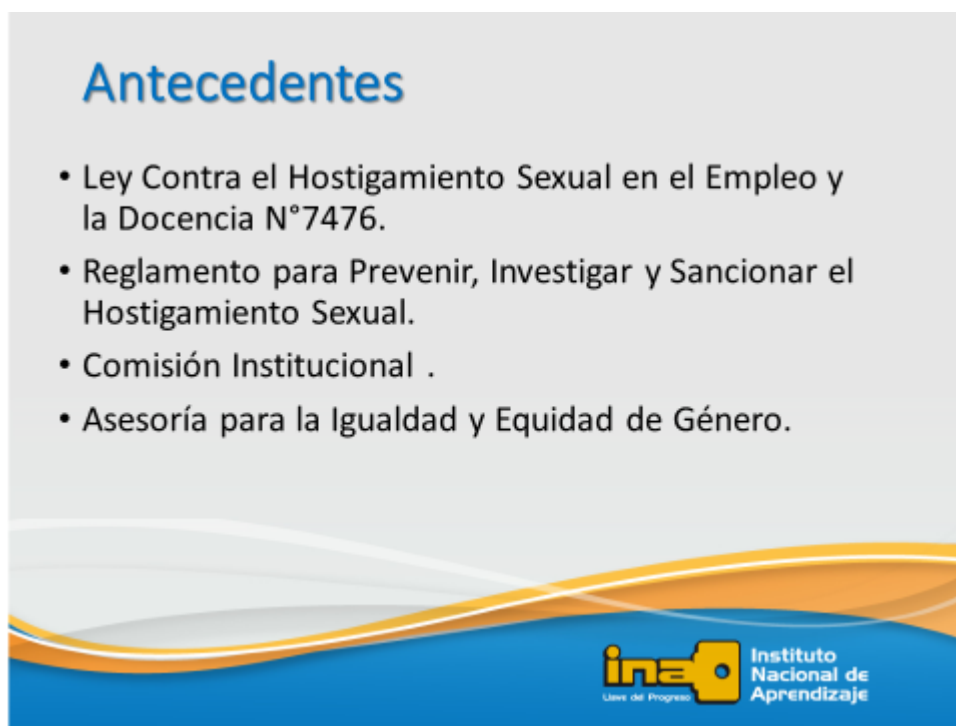 Antecedentes
• Ley Contra el Hostigamiento Sexual en el Empleo y
la Docencia N°7476.
• Reglamento para Prevenir, Investigar y Sancionar el
Hostigamiento Sexual.
• Comisión Institucional .
• Asesoría para la Igualdad y Equidad de Género.
ina
Llave del Progreso
Instituto
Nacional de
Aprendizaje